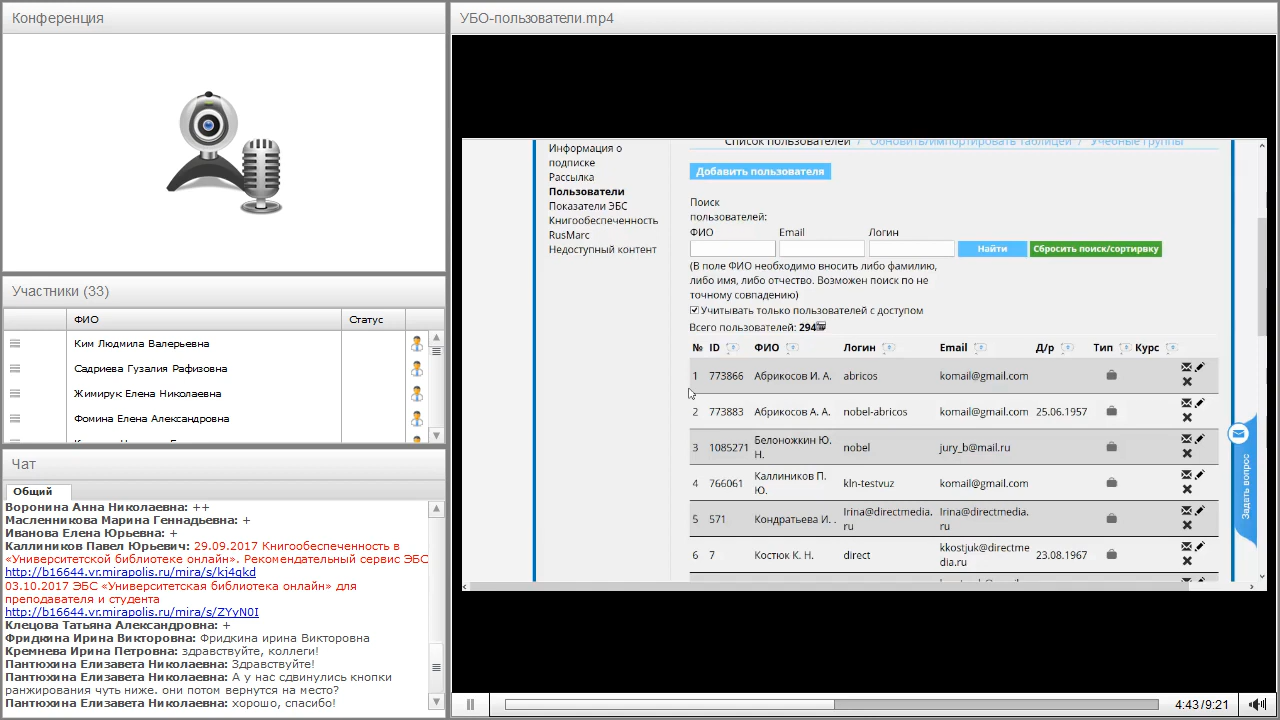 Конференция
Участники (33)
ФИО
Статус
Ким Людмила Валерьевна
Садриева Гузалия Рафизовна
Жимирук Елена Николаевна
Фомина Елена Александровна
Чат
Общий
Воронина Анна Николаевна: ++
Масленникова Марина Геннадьевна: +
Иванова Елена Юрьевна: +
Каллиников Павел Юрьевич: 29.09.2017 Книгообеспеченность в
«Университетской библиотеке онлайн». Рекомендательный сервис ЭБС
http://b16644.vr.mirapolis.ru/mira/s/kj4qkd
03.10.2017 ЭБС «Университетская библиотека онлайн» для
преподавателя и студента
http://b16644.vr.mirapolis.ru/mira/s/ZYyN0I
Клецова Татьяна Александровна: +
Фридкина Ирина Викторовна: Фридкина ирина Викторовна
Кремнева Ирина Петровна: здравствуйте, коллеги!
Пантюхина Елизавета Николаевна: Здравствуйте!
Пантюхина Елизавета Николаевна: А у нас сдвинулись кнопки
ранжирования чуть ниже. они потом вернутся на место?
Пантюхина Елизавета Николаевна: хорошо, спасибо!
УБО-пользователи.mp4
Список пользователей / Обновить/импортировать таблицей / Учебные группы
Информация о
подписке
Рассылка
Пользователи
Показатели ЭБС
Книгообеспеченность
RusMarc
Недоступный контент
Добавить пользователя
Поиск
пользователей:
ФИО Email Логин
Найти Сбросить поиск/сортирвку
(В поле ФИО необходимо вносить либо фамилию,
либо имя, либо отчество. Возможен поиск по не
точному совпадению)
Учитывать только пользователей с доступом
Всего пользователей: 294
№ ID ФИО Логин Email Д/р Тип Курс
1 773866 Абрикосов И. А. abricos komail@gmail.com
2 773883 Абрикосов А. А. nobel-abricos komail@gmail.com 25.06.1957
3 1085271 Белоножкин Ю. Н. nobel jury_b@mail.ru
4 766061 Каллиников П. Ю. kln-testvuz komail@gmail.com
5 571 Кондратьева И. . Irina@directmedia.ru Irina@directmedia.ru
6 7 Костюк К. Н. direct kkostjuk@directmedia.ru 23.08.1967
Задать вопрос
4:43/9:21